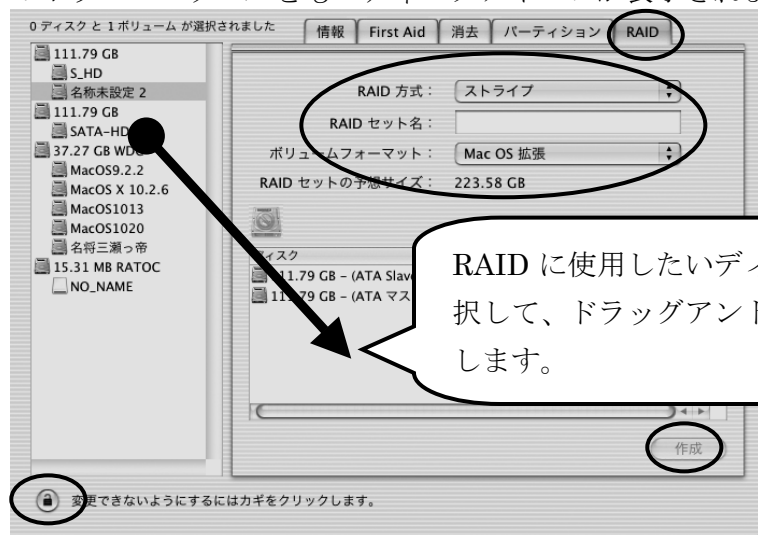 0 ディスク と 1 ボリューム が選択されました
情報 First Aid 消去 パーティション RAID
111.79 GB
S_HD
名称未設定 2
111.79 GB
SATA-HD
37.27 GB WDC
MacOS9.2.2
MacOS X 10.2.6
MacOS1013
MacOS1020
名将三瀬っ帝
15.31 MB RATOC
NO_NAME
RAID 方式： ストライプ
RAID セット名：
ボリュームフォーマット： Mac OS 拡張
RAID セットの予想サイズ： 223.58 GB
ディスク
111.79 GB – (ATA Slave
111.79 GB – (ATA マス
RAID に使用したいディ
択して、ドラッグアンド
します。
作成
変更できないようにするにはカギをクリックします。